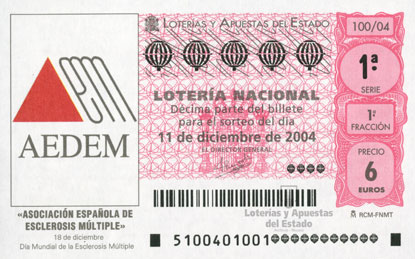 LOTERÍAS Y APUESTAS DEL ESTADO
100/04
LOTERÍA NACIONAL
Décima parte del billete
para el sorteo del día
11 de diciembre de 2004
EL DIRECTOR GENERAL
1ª
SERIE
1ª
FRACCIÓN
PRECIO
6
EUROS
RCM-FNMT
AEDEM
«ASOCIACIÓN ESPAÑOLA DE
ESCLEROSIS MÚLTIPLE»
18 de diciembre
Día Mundial de la Esclerosis Múltiple
Loterías y Apuestas
del Estado
5100401001